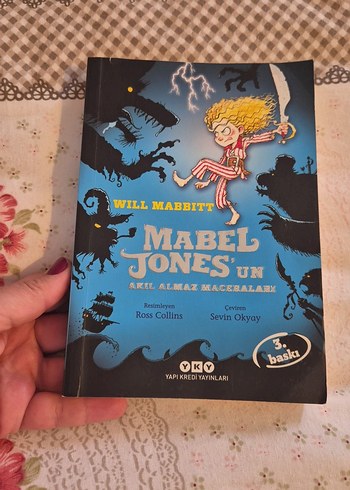 WILL MABBITT
MABEL
JONES'UN
AKIL ALMAZ MACERALARI
Resimleyen
Ross Collins
Çeviren
Sevin Okyay
3.
baskı
YKY
YAPI KREDİ YAYINLARI